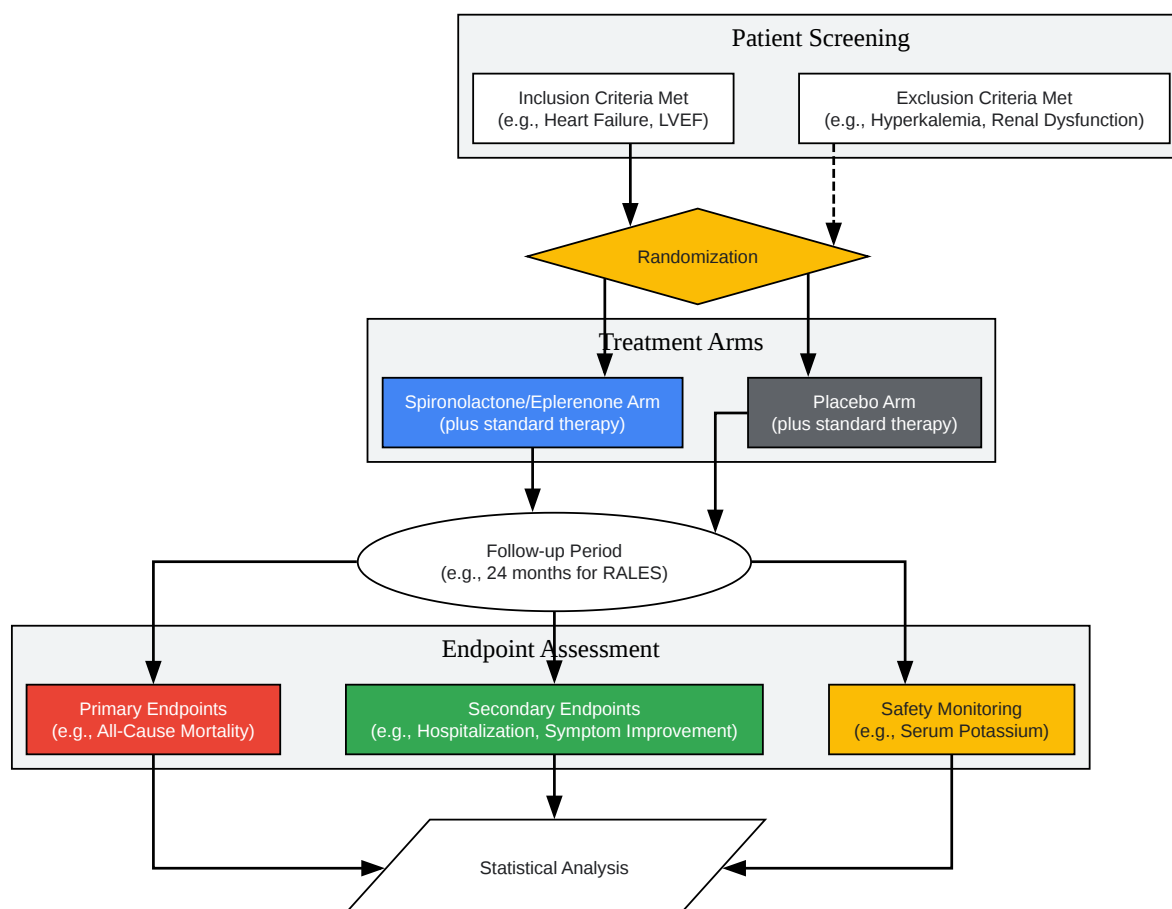 Patient Screening
Inclusion Criteria Met
(e.g., Heart Failure, LVEF)
Exclusion Criteria Met
(e.g., Hyperkalemia, Renal Dysfunction)
Randomization
Treatment Arms
Spironolactone/Eplerenone Arm
(plus standard therapy)
Placebo Arm
(plus standard therapy)
Follow-up Period
(e.g., 24 months for RALES)
Endpoint Assessment
Primary Endpoints
(e.g., All-Cause Mortality)
Secondary Endpoints
(e.g., Hospitalization, Symptom Improvement)
Safety Monitoring
(e.g., Serum Potassium)
Statistical Analysis